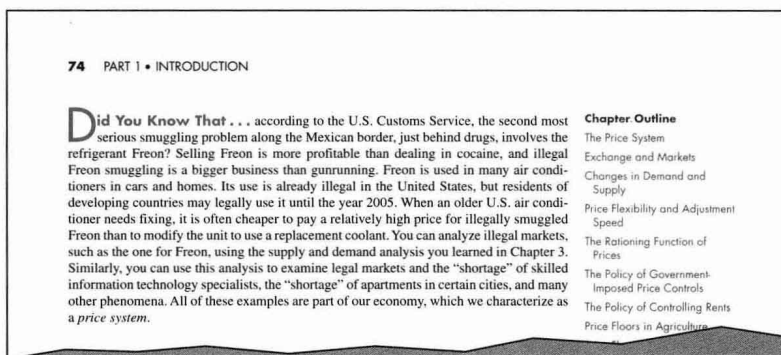 74 PART 1 • INTRODUCTION
Did You Know That . . . according to the U.S. Customs Service, the second most
serious smuggling problem along the Mexican border, just behind drugs, involves the
refrigerant Freon? Selling Freon is more profitable than dealing in cocaine, and illegal
Freon smuggling is a bigger business than gunrunning. Freon is used in many air condi-
tioners in cars and homes. Its use is already illegal in the United States, but residents of
developing countries may legally use it until the year 2005. When an older U.S. air condi-
tioner needs fixing, it is often cheaper to pay a relatively high price for illegally smuggled
Freon than to modify the unit to use a replacement coolant. You can analyze illegal markets,
such as the one for Freon, using the supply and demand analysis you learned in Chapter 3.
Similarly, you can use this analysis to examine legal markets and the “shortage” of skilled
information technology specialists, the “shortage” of apartments in certain cities, and many
other phenomena. All of these examples are part of our economy, which we characterize as
a price system.
Chapter Outline
The Price System
Exchange and Markets
Changes in Demand and
Supply
Price Flexibility and Adjustment
Speed
The Rationing Function of
Prices
The Policy of Government-
Imposed Price Controls
The Policy of Controlling Rents
Price Floors in Agriculture